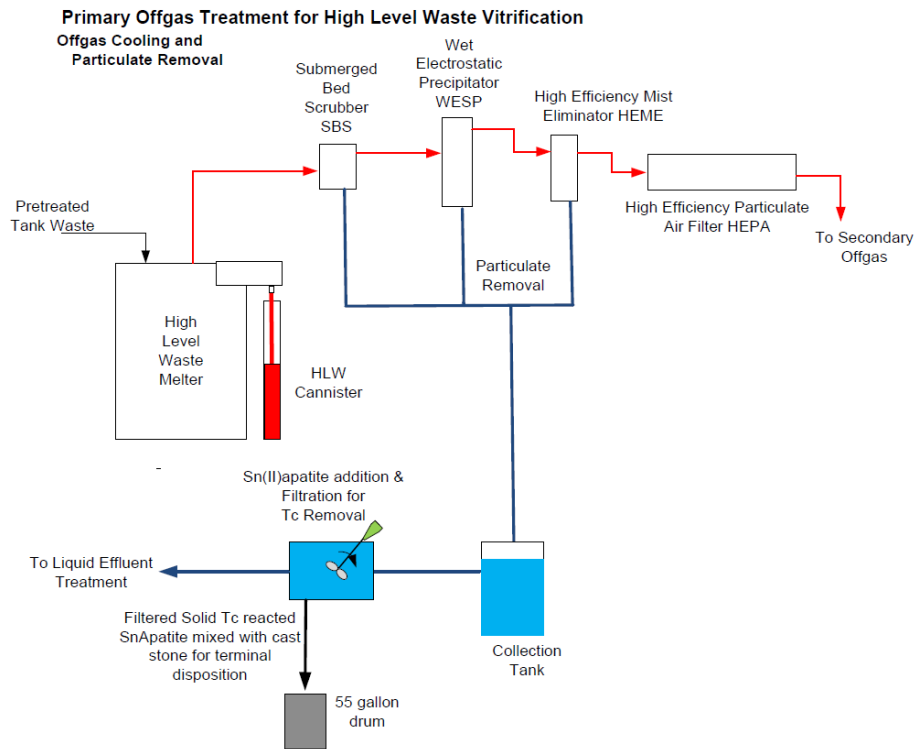 Primary Offgas Treatment for High Level Waste Vitrification
Offgas Cooling and
Particulate Removal
Submerged
Bed
Scrubber
SBS
Wet
Electrostatic
Precipitator
WESP
High Efficiency Mist
Eliminator HEME
High Efficiency Particulate
Air Filter HEPA
To Secondary
Offgas
Pretreated
Tank Waste
Particulate
Removal
High
Level
Waste
Melter
HLW
Cannister
Sn(II)apatite addition &
Filtration for
Tc Removal
To Liquid Effluent
Treatment
Filtered Solid Tc reacted
SnApatite mixed with cast
stone for terminal
disposition
Collection
Tank
55 gallon
drum